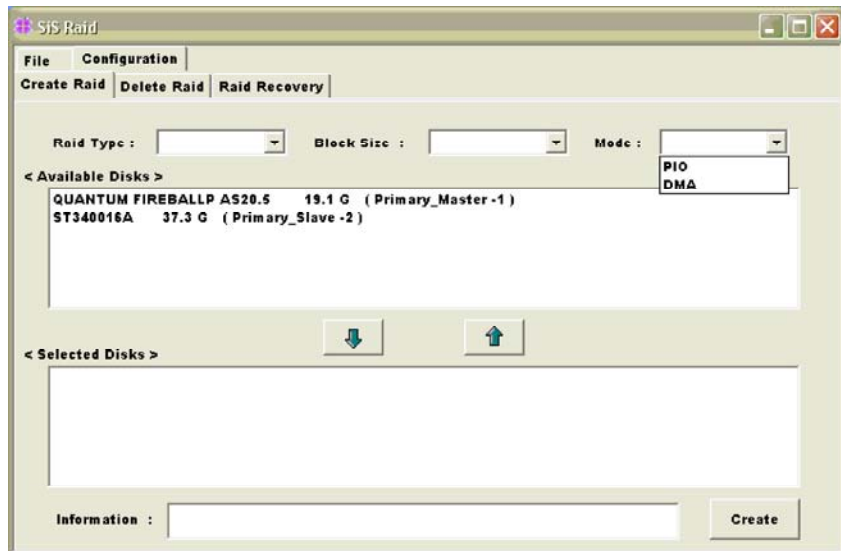 SiS Raid
File Configuration
Create Raid Delete Raid Raid Recovery
Raid Type : Block Size : Mode :
PIO
DMA
< Available Disks >
QUANTUM FIREBALLP AS20.5 19.1 G ( Primary_Master -1 )
ST340016A 37.3 G ( Primary_Slave -2 )
< Selected Disks >
Information : Create